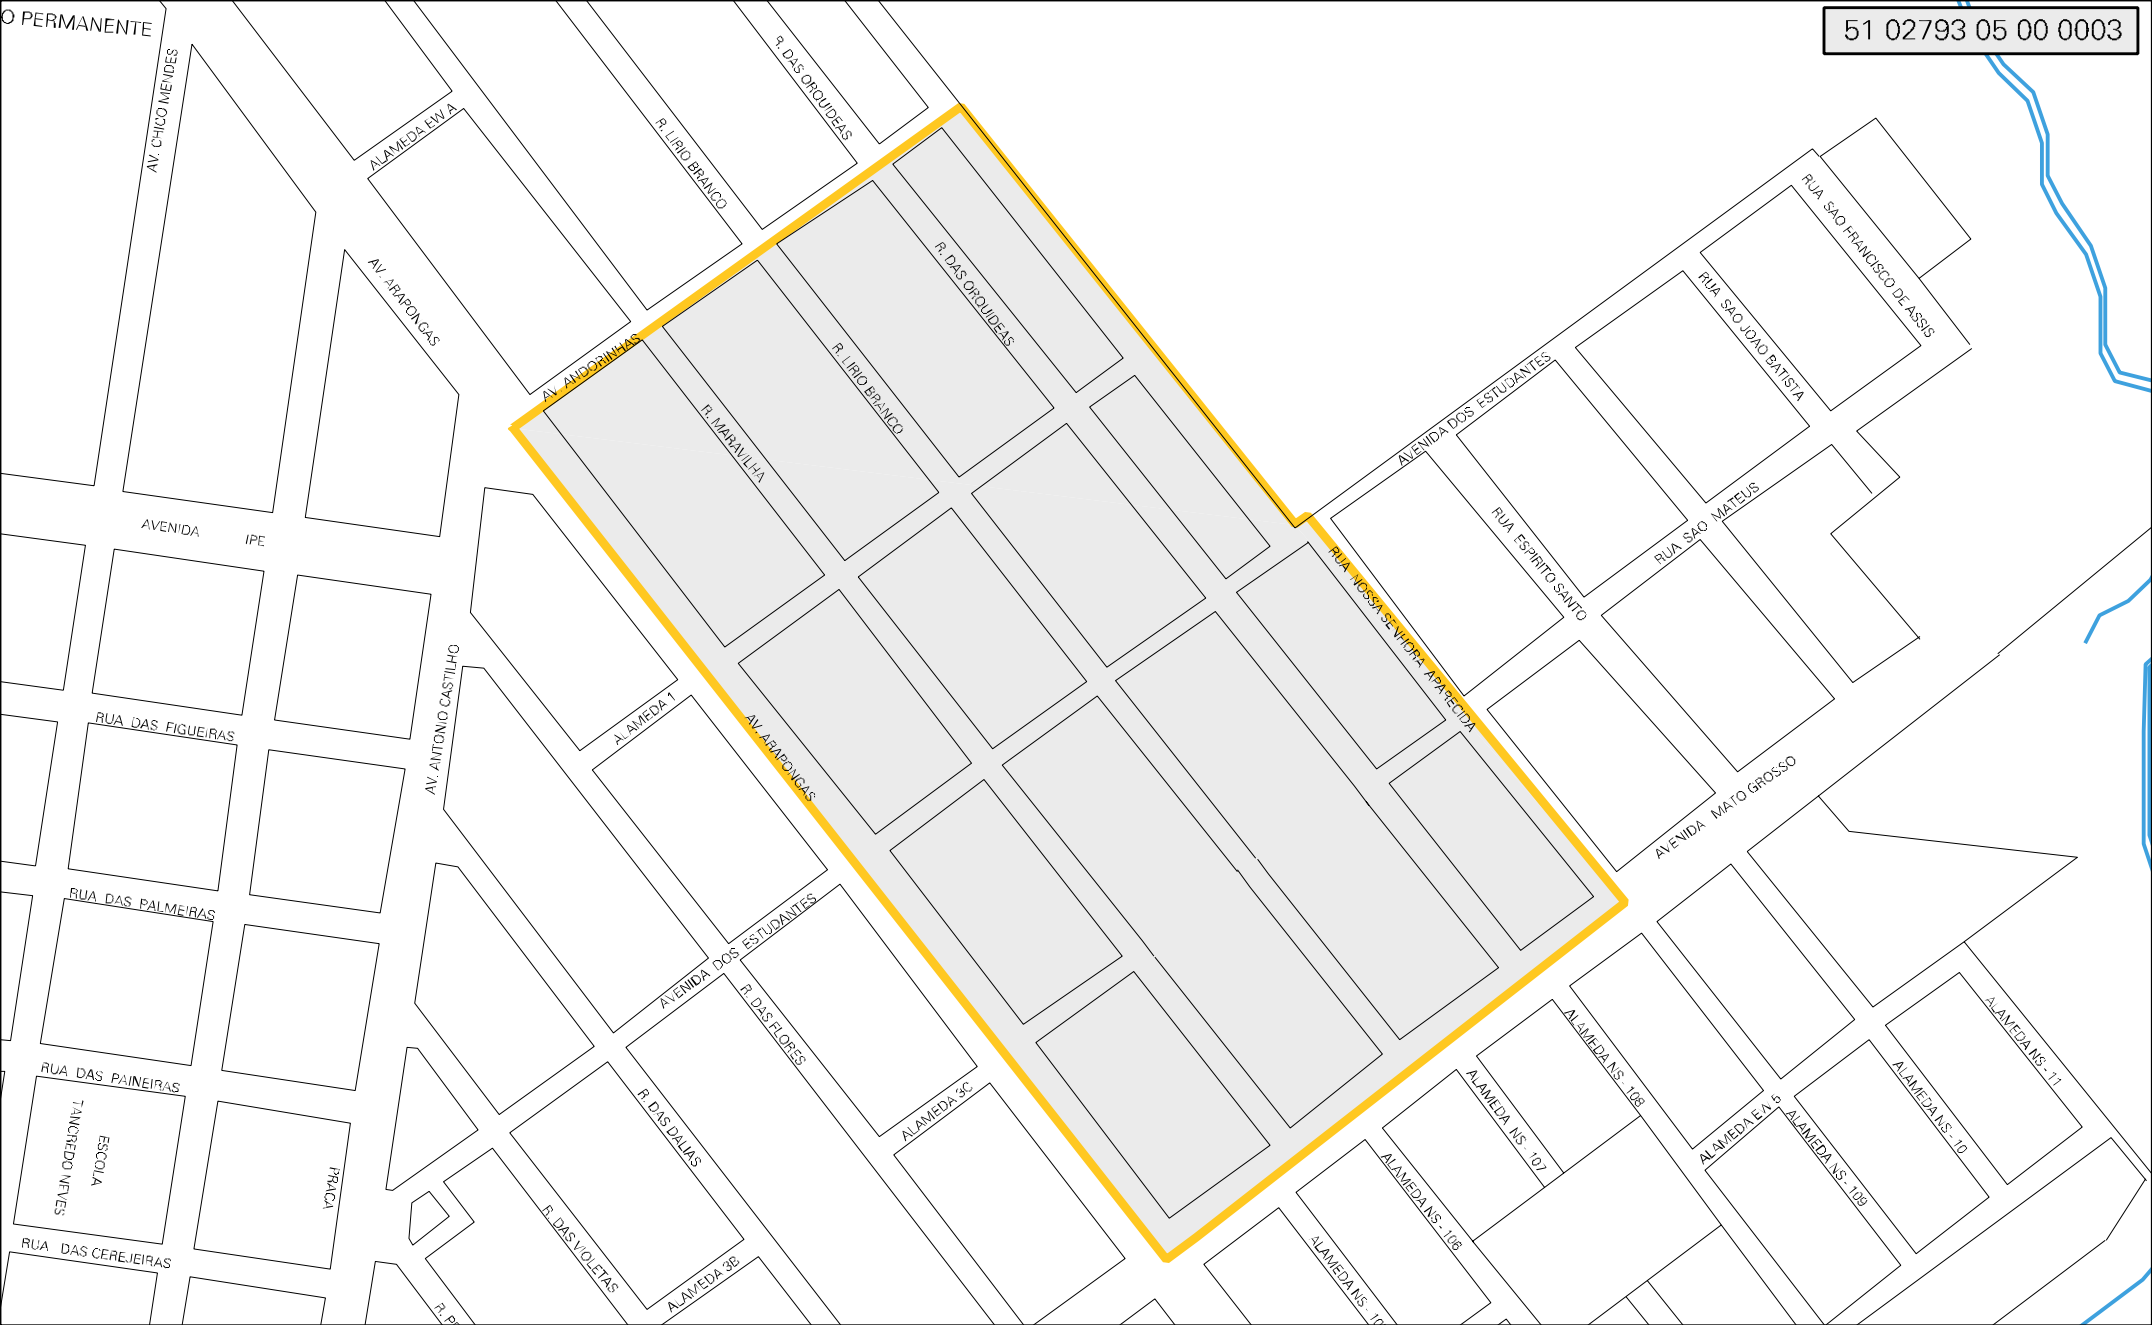 51 02793 05 00 0003
O PERMANENTE
AV. CHICO MENDES
ALAMEDA EW A
R. LIRIO BRANCO
R. DAS ORQUIDEAS
AV. ARAPONGAS
AV. ANDORINHAS
R. MARAVILHA
R. LIRIO BRANCO
R. DAS ORQUIDEAS
RUA SAO FRANCISCO DE ASSIS
RUA SAO JOAO BATISTA
AVENIDA DOS ESTUDANTES
RUA SAO MATEUS
RUA ESPIRITO SANTO
RUA NOSSA SENHORA APARECIDA
AVENIDA IPE
AV. ANTONIO CASTILHO
ALAMEDA 1
AV. ARAPONGAS
RUA DAS FIGUEIRAS
AVENIDA MATO GROSSO
RUA DAS PALMEIRAS
AVENIDA DOS ESTUDANTES
R. DAS FLORES
RUA DAS PAINEIRAS
ESCOLA
TANCREDO NEVES
PRACA
RUA DAS CEREJEIRAS
R. DAS DALIAS
R. DAS VIOLETAS
ALAMEDA 3C
ALAMEDA 3B
ALAMEDA NS - 106
ALAMEDA NS - 107
ALAMEDA NS - 108
ALAMEDA EA 5
ALAMEDA NS - 109
ALAMEDA NS - 10
ALAMEDA NS - 11
ALAMEDA NS - 10